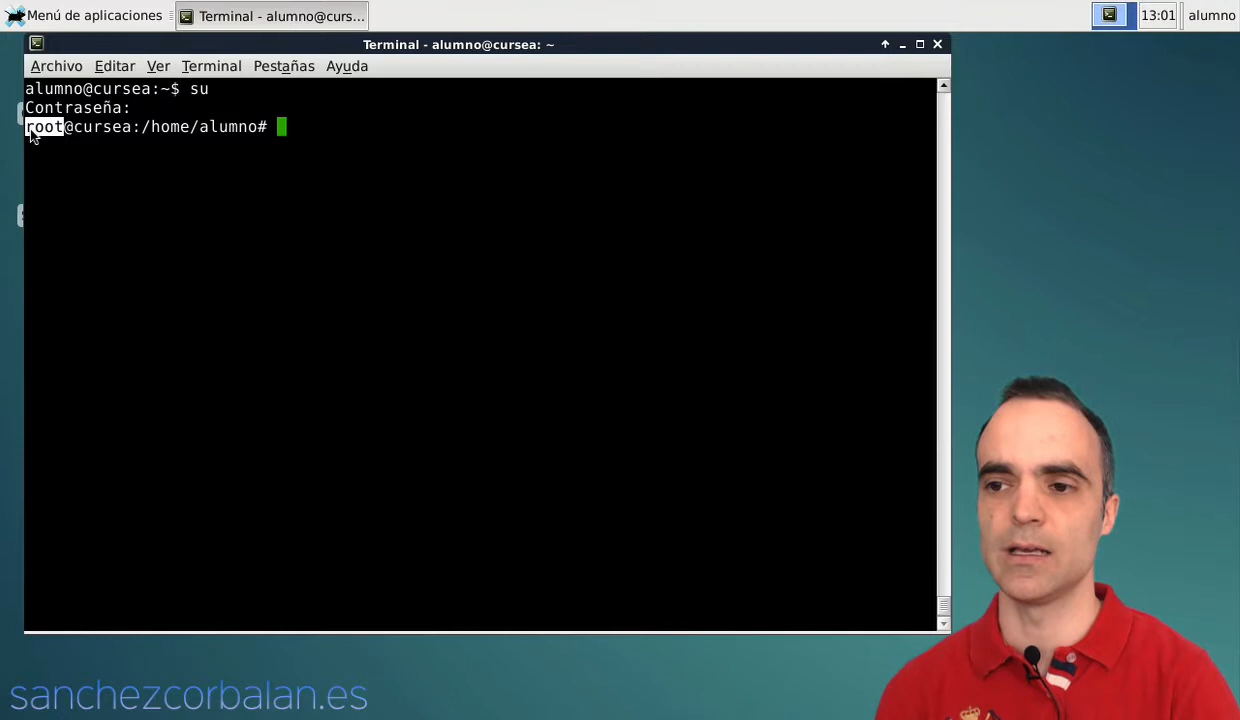 Menú de aplicaciones
Terminal - alumno@curs...
13:01
alumno
Terminal - alumno@cursea: ~
Archivo Editar Ver Terminal Pestañas Ayuda
alumno@cursea:~$ su
Contraseña:
root@cursea:/home/alumno#
sanchezcorbalan.es